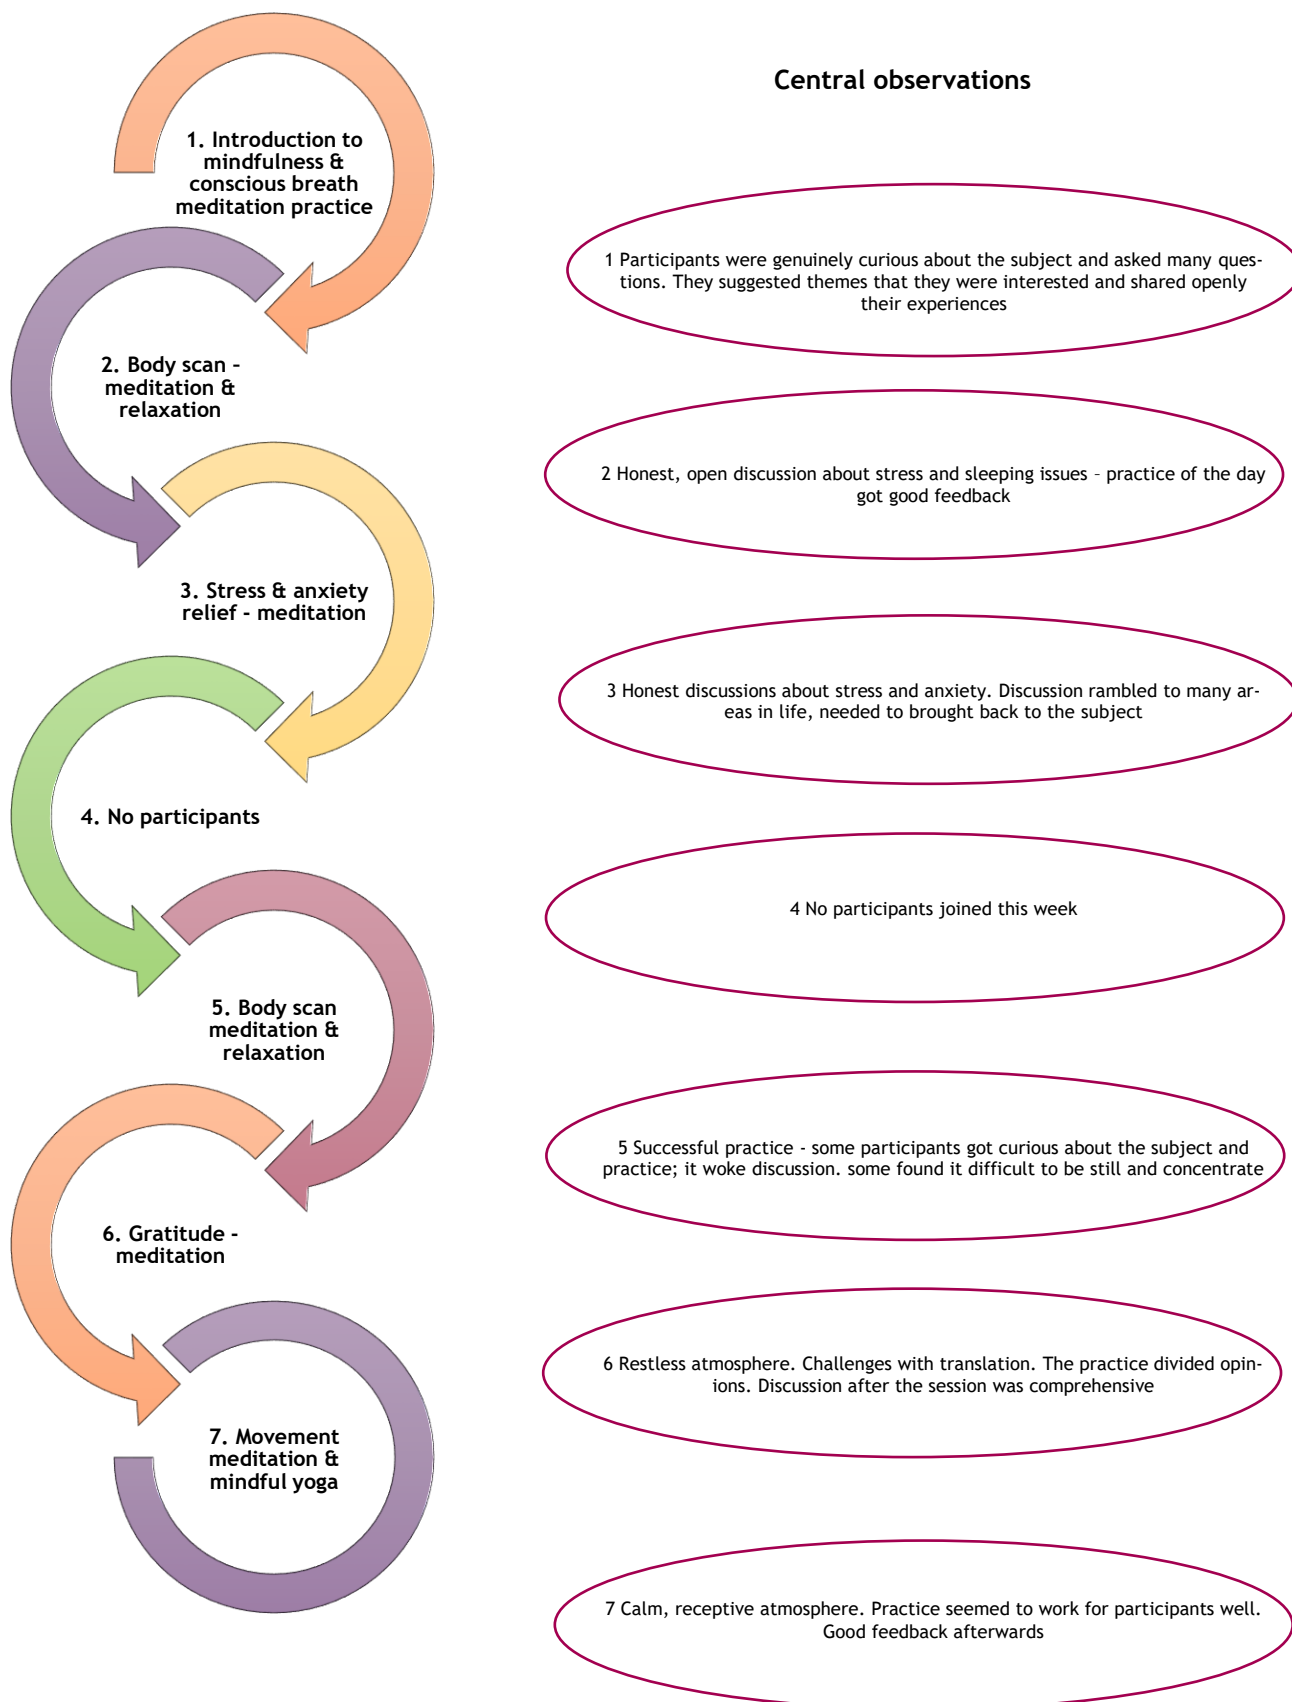 Central observations
1. Introduction to
mindfulness &
conscious breath
meditation practice
1 Participants were genuinely curious about the subject and asked many ques-
tions. They suggested themes that they were interested and shared openly
their experiences
2. Body scan –
meditation &
relaxation
2 Honest, open discussion about stress and sleeping issues – practice of the day
got good feedback
3. Stress & anxiety
relief - meditation
3 Honest discussions about stress and anxiety. Discussion rambled to many ar-
eas in life, needed to brought back to the subject
4. No participants
4 No participants joined this week
5. Body scan
meditation &
relaxation
5 Successful practice - some participants got curious about the subject and
practice; it woke discussion. some found it difficult to be still and concentrate
6. Gratitude -
meditation
6 Restless atmosphere. Challenges with translation. The practice divided opin-
ions. Discussion after the session was comprehensive
7. Movement
meditation &
mindful yoga
7 Calm, receptive atmosphere. Practice seemed to work for participants well.
Good feedback afterwards